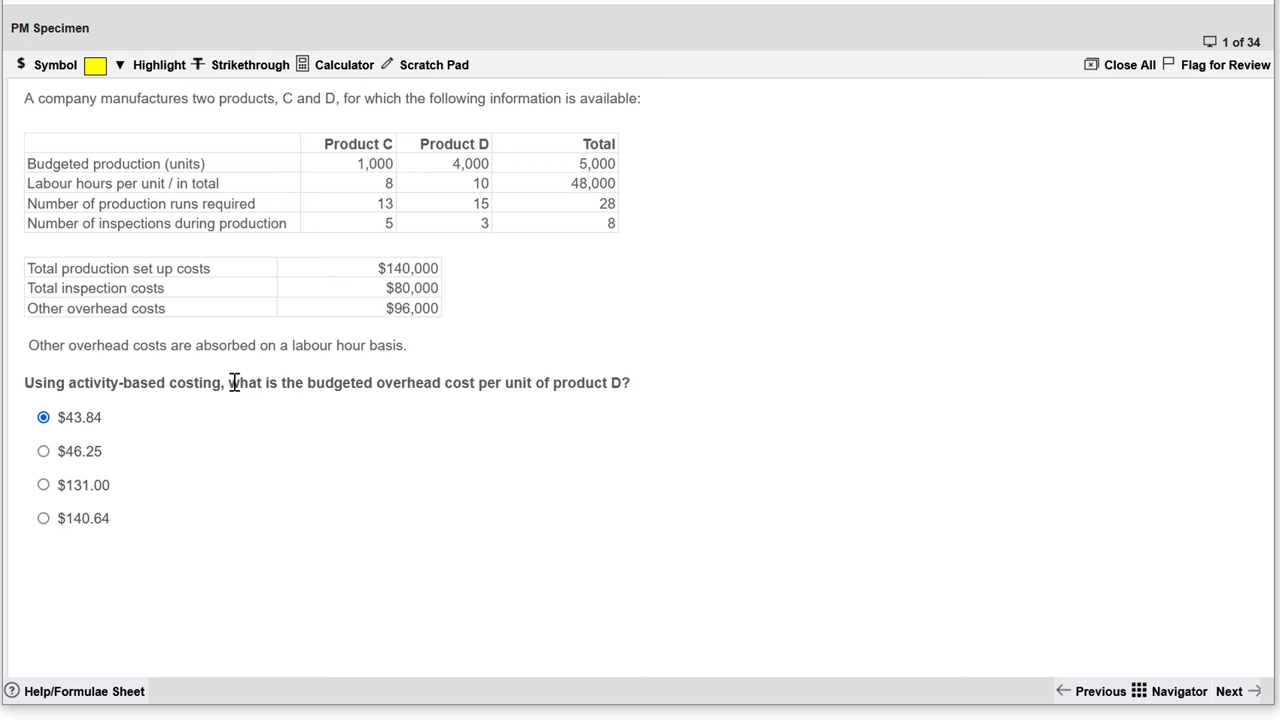 PM Specimen
1 of 34
$ Symbol ▼ Highlight T Strikethrough Calculator Scratch Pad Close All Flag for Review
A company manufactures two products, C and D, for which the following information is available:
Product C Product D Total
Budgeted production (units) 1,000 4,000 5,000
Labour hours per unit / in total 8 10 48,000
Number of production runs required 13 15 28
Number of inspections during production 5 3 8
Total production set up costs $140,000
Total inspection costs $80,000
Other overhead costs $96,000
Other overhead costs are absorbed on a labour hour basis.
Using activity-based costing, what is the budgeted overhead cost per unit of product D?
$43.84
$46.25
$131.00
$140.64
? Help/Formulae Sheet Previous Navigator Next